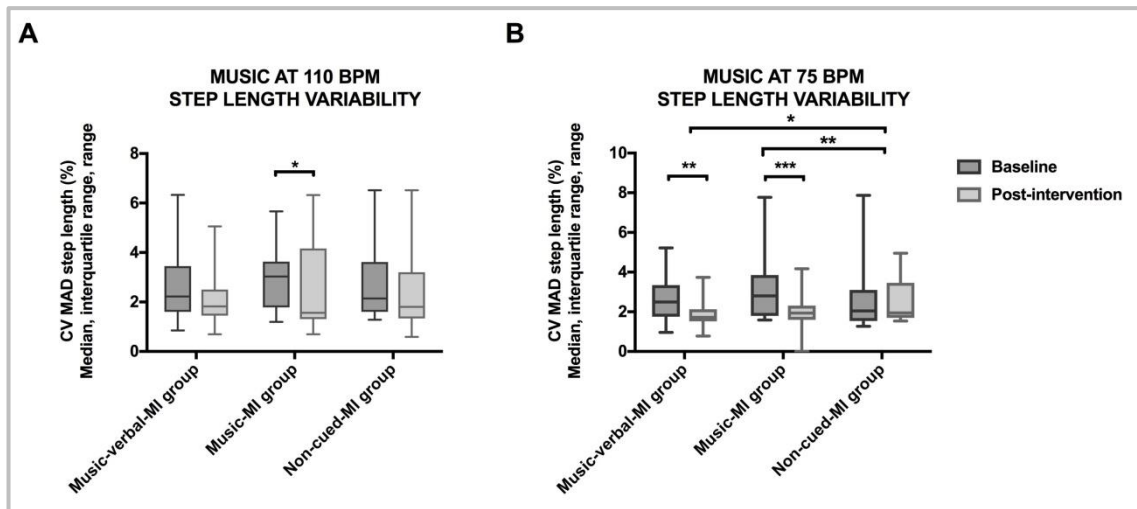 A
MUSIC AT 110 BPM
STEP LENGTH VARIABILITY
CV MAD step length (%)
Median, interquartile range, range
8
6
4
2
0
*
Music-verbal-MI group
Music-MI group
Non-cued-MI group
B
MUSIC AT 75 BPM
STEP LENGTH VARIABILITY
CV MAD step length (%)
Median, interquartile range, range
10
8
6
4
2
0
*
**
**
***
Music-verbal-MI group
Music-MI group
Non-cued-MI group
Baseline
Post-intervention